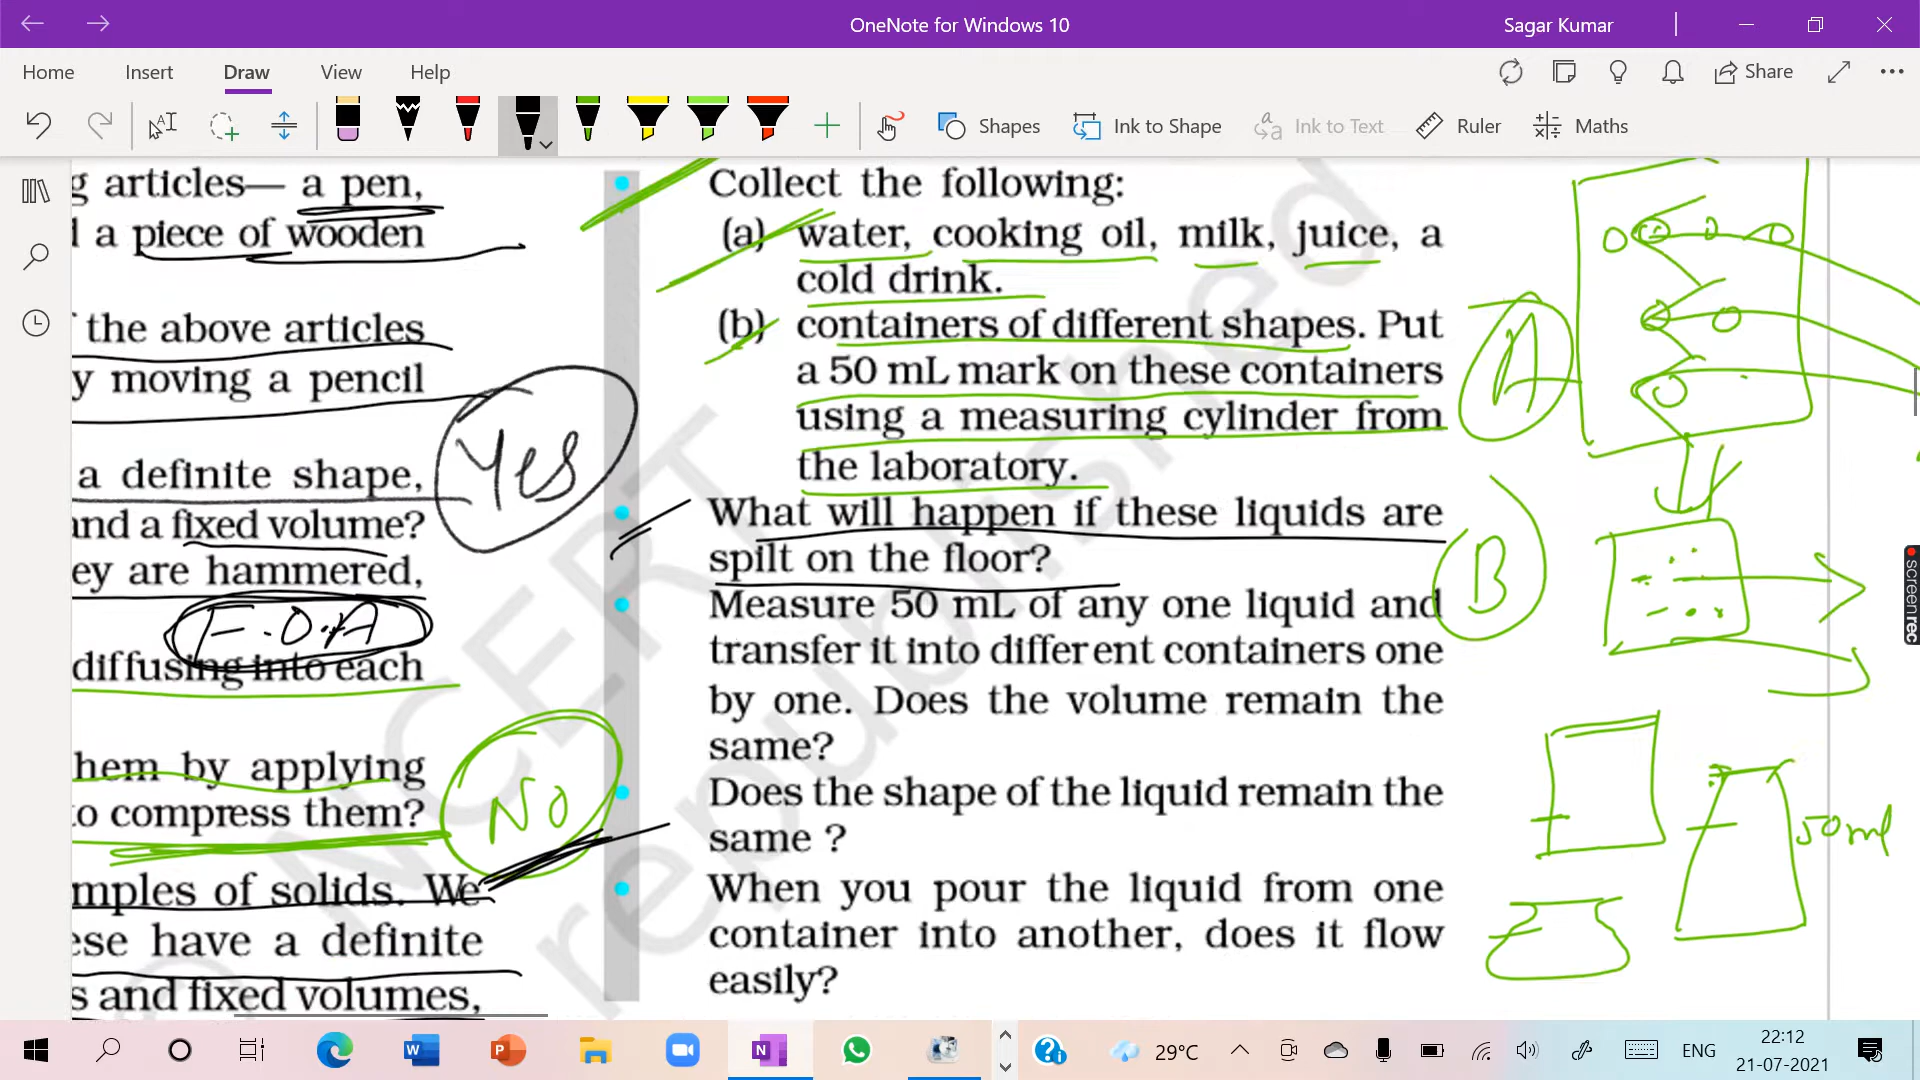 OneNote for Windows 10
Sagar Kumar
Home Insert Draw View Help
Share
Shapes Ink to Shape Ink to Text Ruler Maths
g articles— a pen,
a piece of wooden
the above articles
y moving a pencil
a definite shape,
and a fixed volume?
ey are hammered,
F.O.A
diffusing into each
hem by applying
to compress them?
mples of solids. We
ese have a definite
s and fixed volumes,
Yes
No
Collect the following:
(a) water, cooking oil, milk, juice, a
cold drink.
(b) containers of different shapes. Put
a 50 mL mark on these containers
using a measuring cylinder from
the laboratory.
What will happen if these liquids are
spilt on the floor?
Measure 50 mL of any one liquid and
transfer it into different containers one
by one. Does the volume remain the
same?
Does the shape of the liquid remain the
same ?
When you pour the liquid from one
container into another, does it flow
easily?
A
B
50ml
NCERT
republished
screenrec
29°C
ENG
22:12
21-07-2021